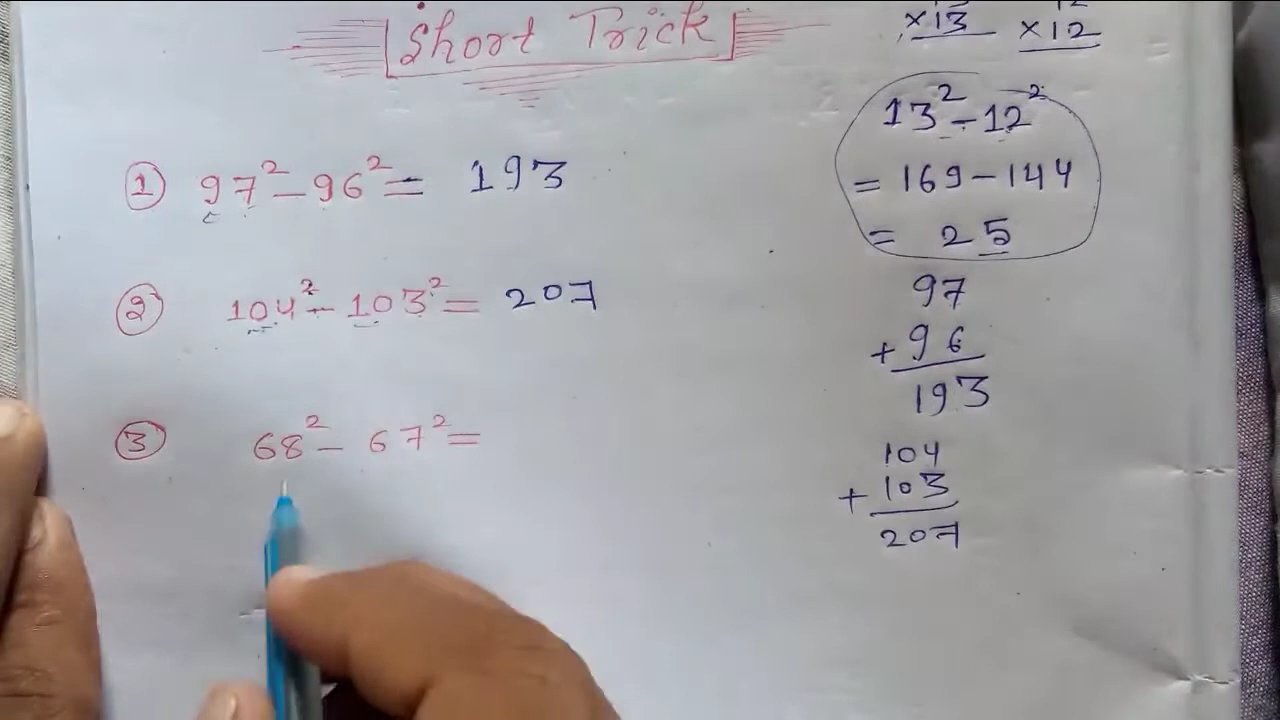 Short Trick
×13 ×12
① 97² - 96² = 193
② 104² - 103² = 207
③ 68² - 67² =
13² - 12²
= 169 - 144
= 25
97
+ 96
193
104
+ 103
207